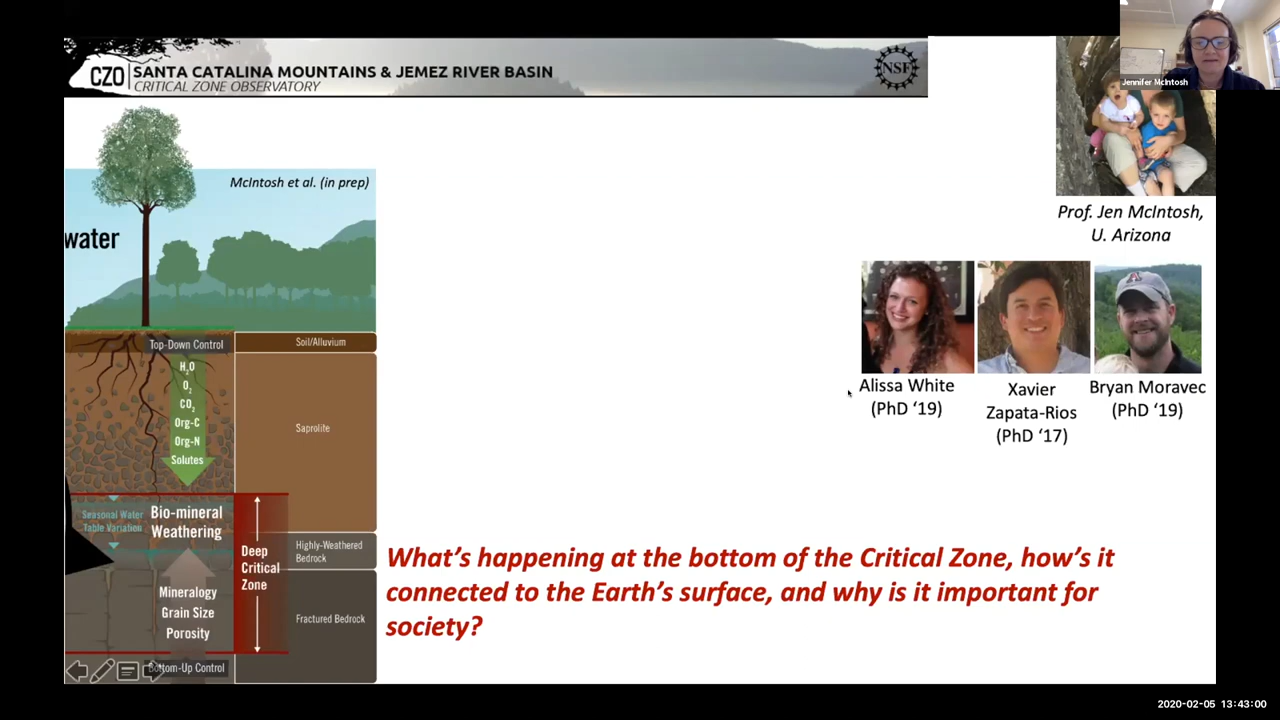 CZO
SANTA CATALINA MOUNTAINS & JEMEZ RIVER BASIN
CRITICAL ZONE OBSERVATORY
NSF
Jennifer McIntosh
McIntosh et al. (in prep)
water
Prof. Jen McIntosh,
U. Arizona
Alissa White
(PhD ‘19)
Xavier
Zapata-Rios
(PhD ‘17)
Bryan Moravec
(PhD ‘19)
Top-Down Control
H2O
O2
CO2
Org-C
Org-N
Solutes
Soil/Alluvium
Saprolite
Seasonal Water
Table Variation
Bio-mineral
Weathering
Deep
Critical
Zone
Highly-Weathered
Bedrock
Mineralogy
Grain Size
Porosity
Fractured Bedrock
Bottom-Up Control
What’s happening at the bottom of the Critical Zone, how’s it
connected to the Earth’s surface, and why is it important for
society?
2020-02-05 13:43:00